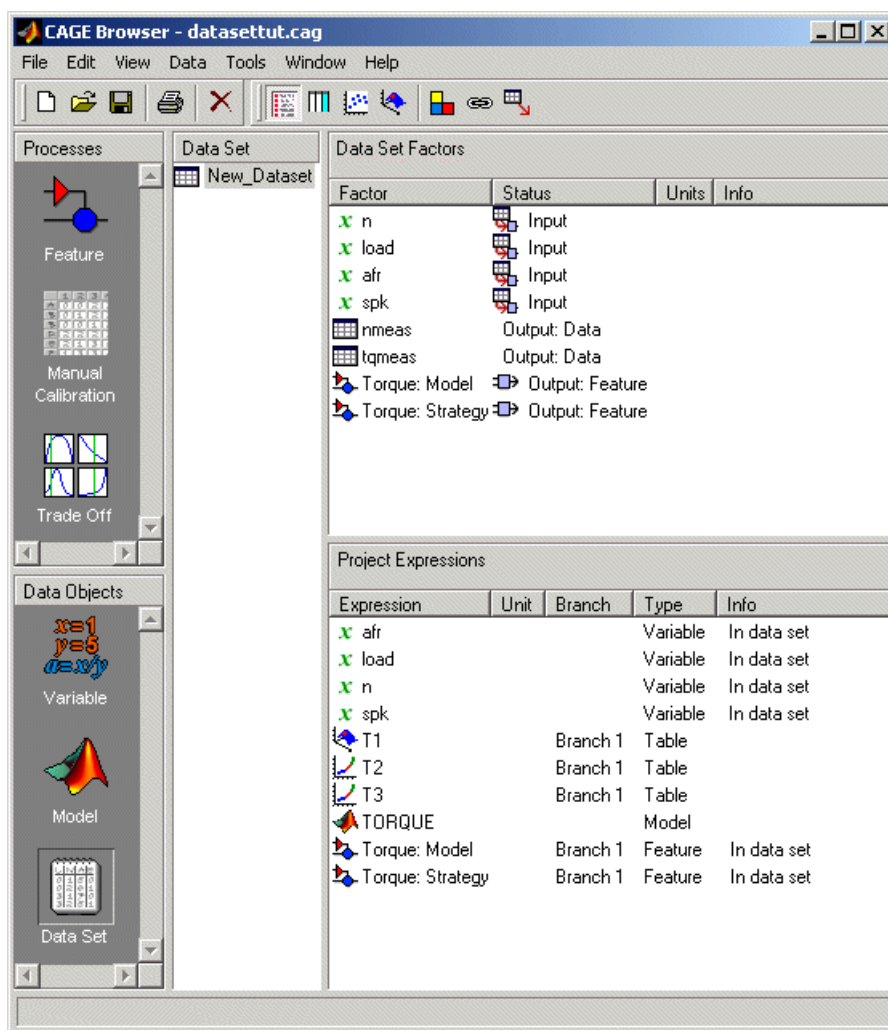 CAGE Browser - datasettut.cag
File Edit View Data Tools Window Help
Processes
Feature
Manual
Calibration
Trade Off
Data Objects
x=1
y=5
a=x/y
Variable
Model
Data Set
Data Set
New_Dataset
Data Set Factors
Factor Status Units Info
x n Input
x load Input
x afr Input
x spk Input
nmeas Output: Data
tqmeas Output: Data
Torque: Model Output: Feature
Torque: Strategy Output: Feature
Project Expressions
Expression Unit Branch Type Info
x afr Variable In data set
x load Variable In data set
x n Variable In data set
x spk Variable In data set
T1 Branch 1 Table
T2 Branch 1 Table
T3 Branch 1 Table
TORQUE Model
Torque: Model Branch 1 Feature In data set
Torque: Strategy Branch 1 Feature In data set